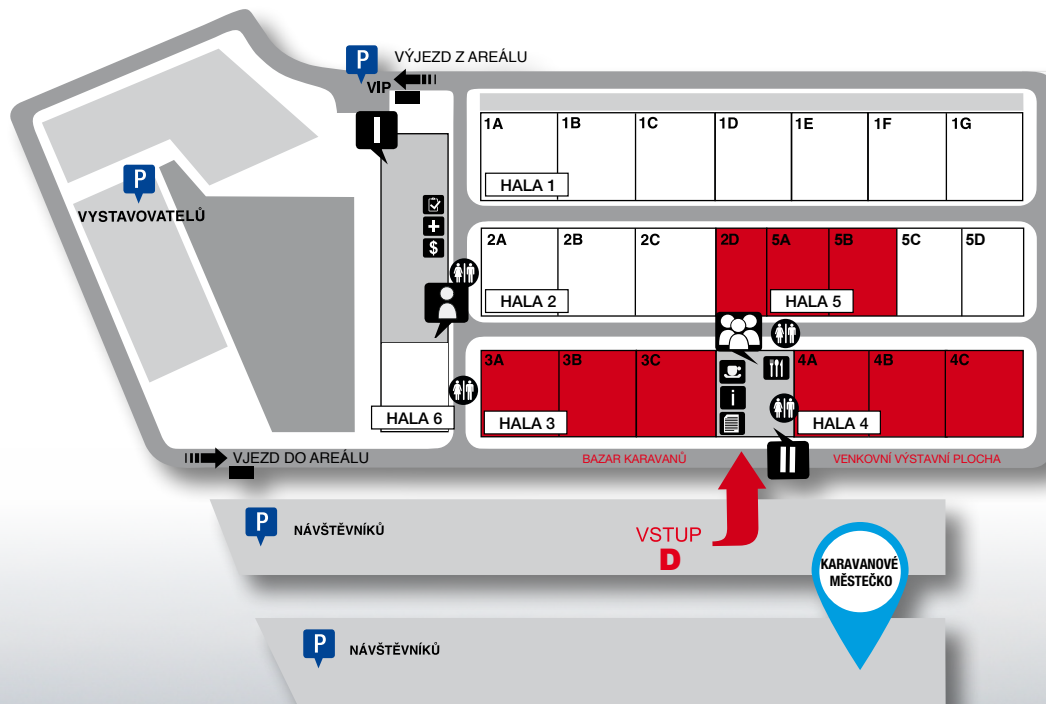 P
VÝJEZD Z AREÁLU
VIP
I
1A
1B
1C
1D
1E
1F
1G
HALA 1
P
VYSTAVOVATELŮ
$
2A
2B
2C
2D
5A
5B
5C
5D
HALA 2
HALA 5
3A
3B
3C
4A
4B
4C
i
HALA 6
HALA 3
HALA 4
II
VJEZD DO AREÁLU
BAZAR KARAVANŮ
VENKOVNÍ VÝSTAVNÍ PLOCHA
P
NÁVŠTĚVNÍKŮ
VSTUP
D
KARAVANOVÉ
MĚSTEČKO
P
NÁVŠTĚVNÍKŮ